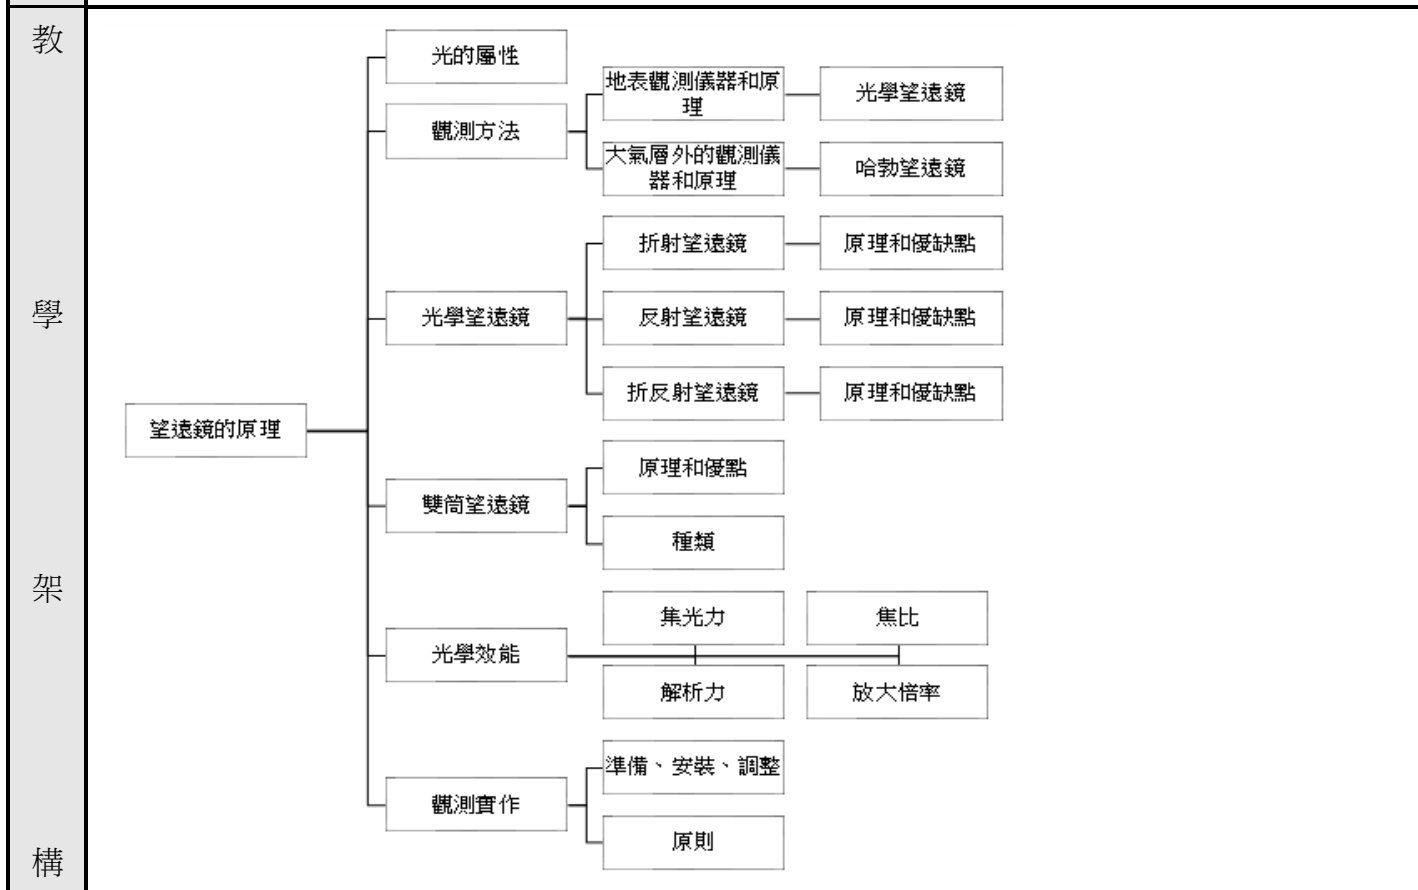 教
學
架
構
望遠鏡的原理
光的屬性
觀測方法
地表觀測儀器和原
理
光學望遠鏡
大氣層外的觀測儀
器和原理
哈勃望遠鏡
光學望遠鏡
折射望遠鏡
原理和優缺點
反射望遠鏡
原理和優缺點
折反射望遠鏡
原理和優缺點
雙筒望遠鏡
原理和優點
種類
光學效能
集光力
焦比
解析力
放大倍率
觀測實作
準備、安裝、調整
原則